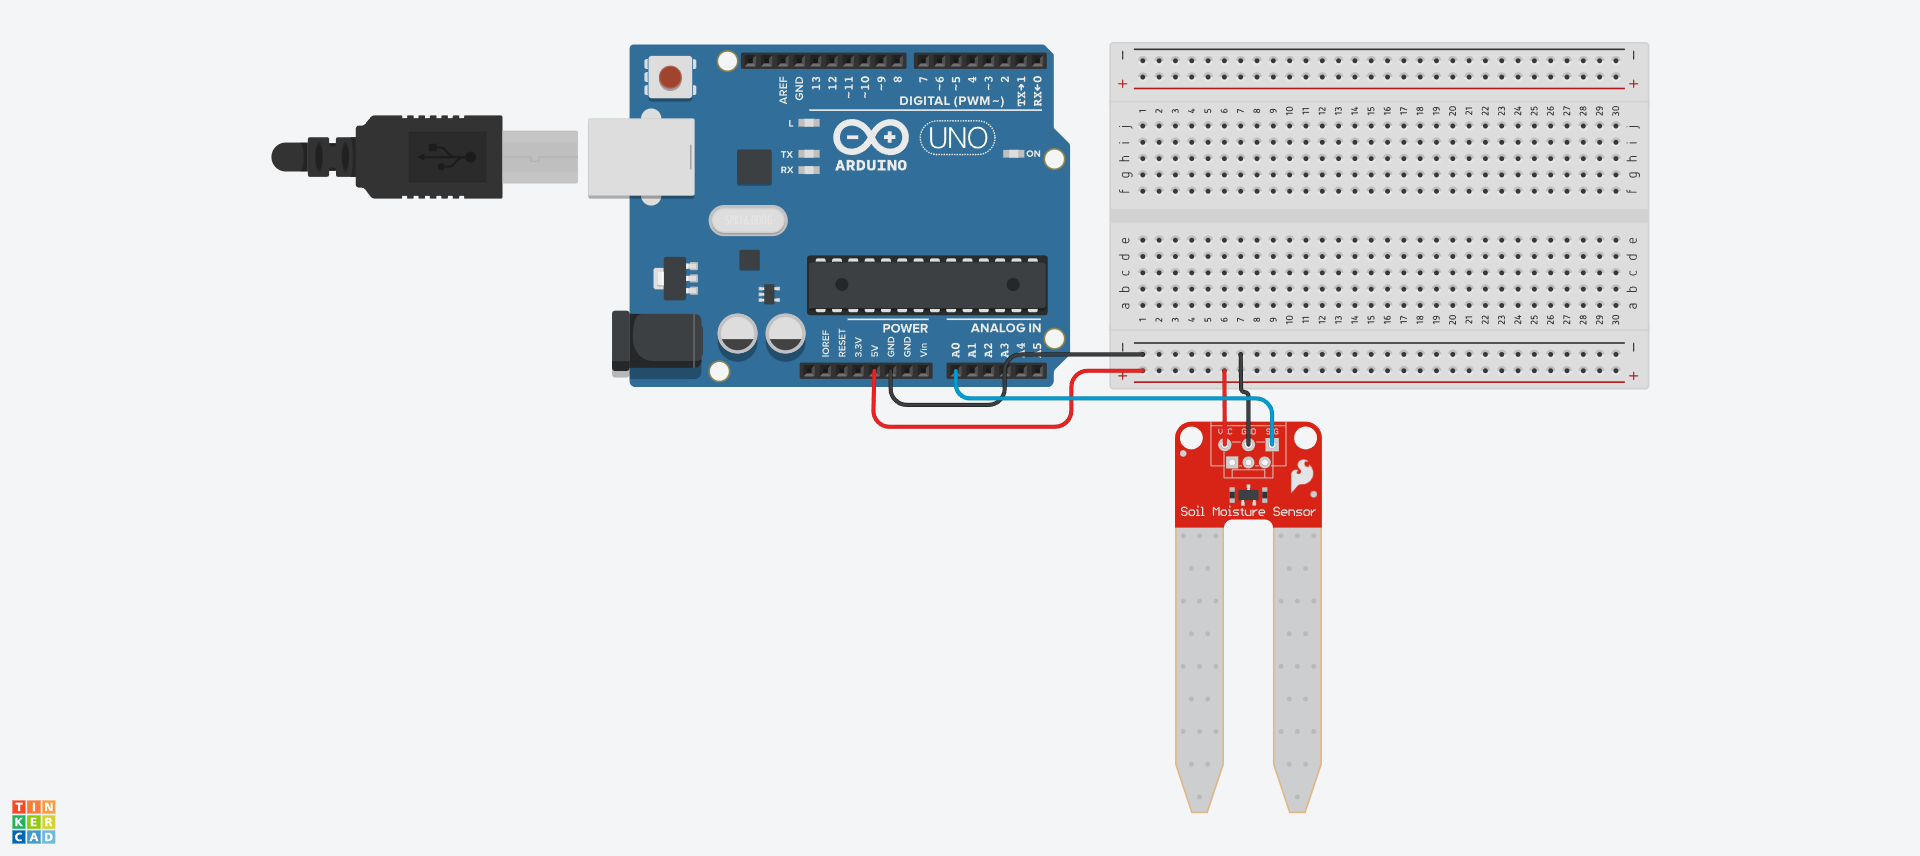 AREF
GND
13
12
~11
~10
~9
8
7
~6
~5
4
~3
2
TX→1
RX←0
DIGITAL (PWM~)
L
TX
RX
ARDUINO
UNO
ON
POWER
ANALOG IN
IOREF
RESET
3.3V
5V
GND
GND
Vin
A0
A1
A2
A3
A4
A5
1 2 3 4 5 6 7 8 9 10 11 12 13 14 15 16 17 18 19 20 21 22 23 24 25 26 27 28 29 30
j j
i i
h h
g g
f f
e e
d d
c c
b b
a a
1 2 3 4 5 6 7 8 9 10 11 12 13 14 15 16 17 18 19 20 21 22 23 24 25 26 27 28 29 30
Soil Moisture Sensor
TIN
KER
CAD